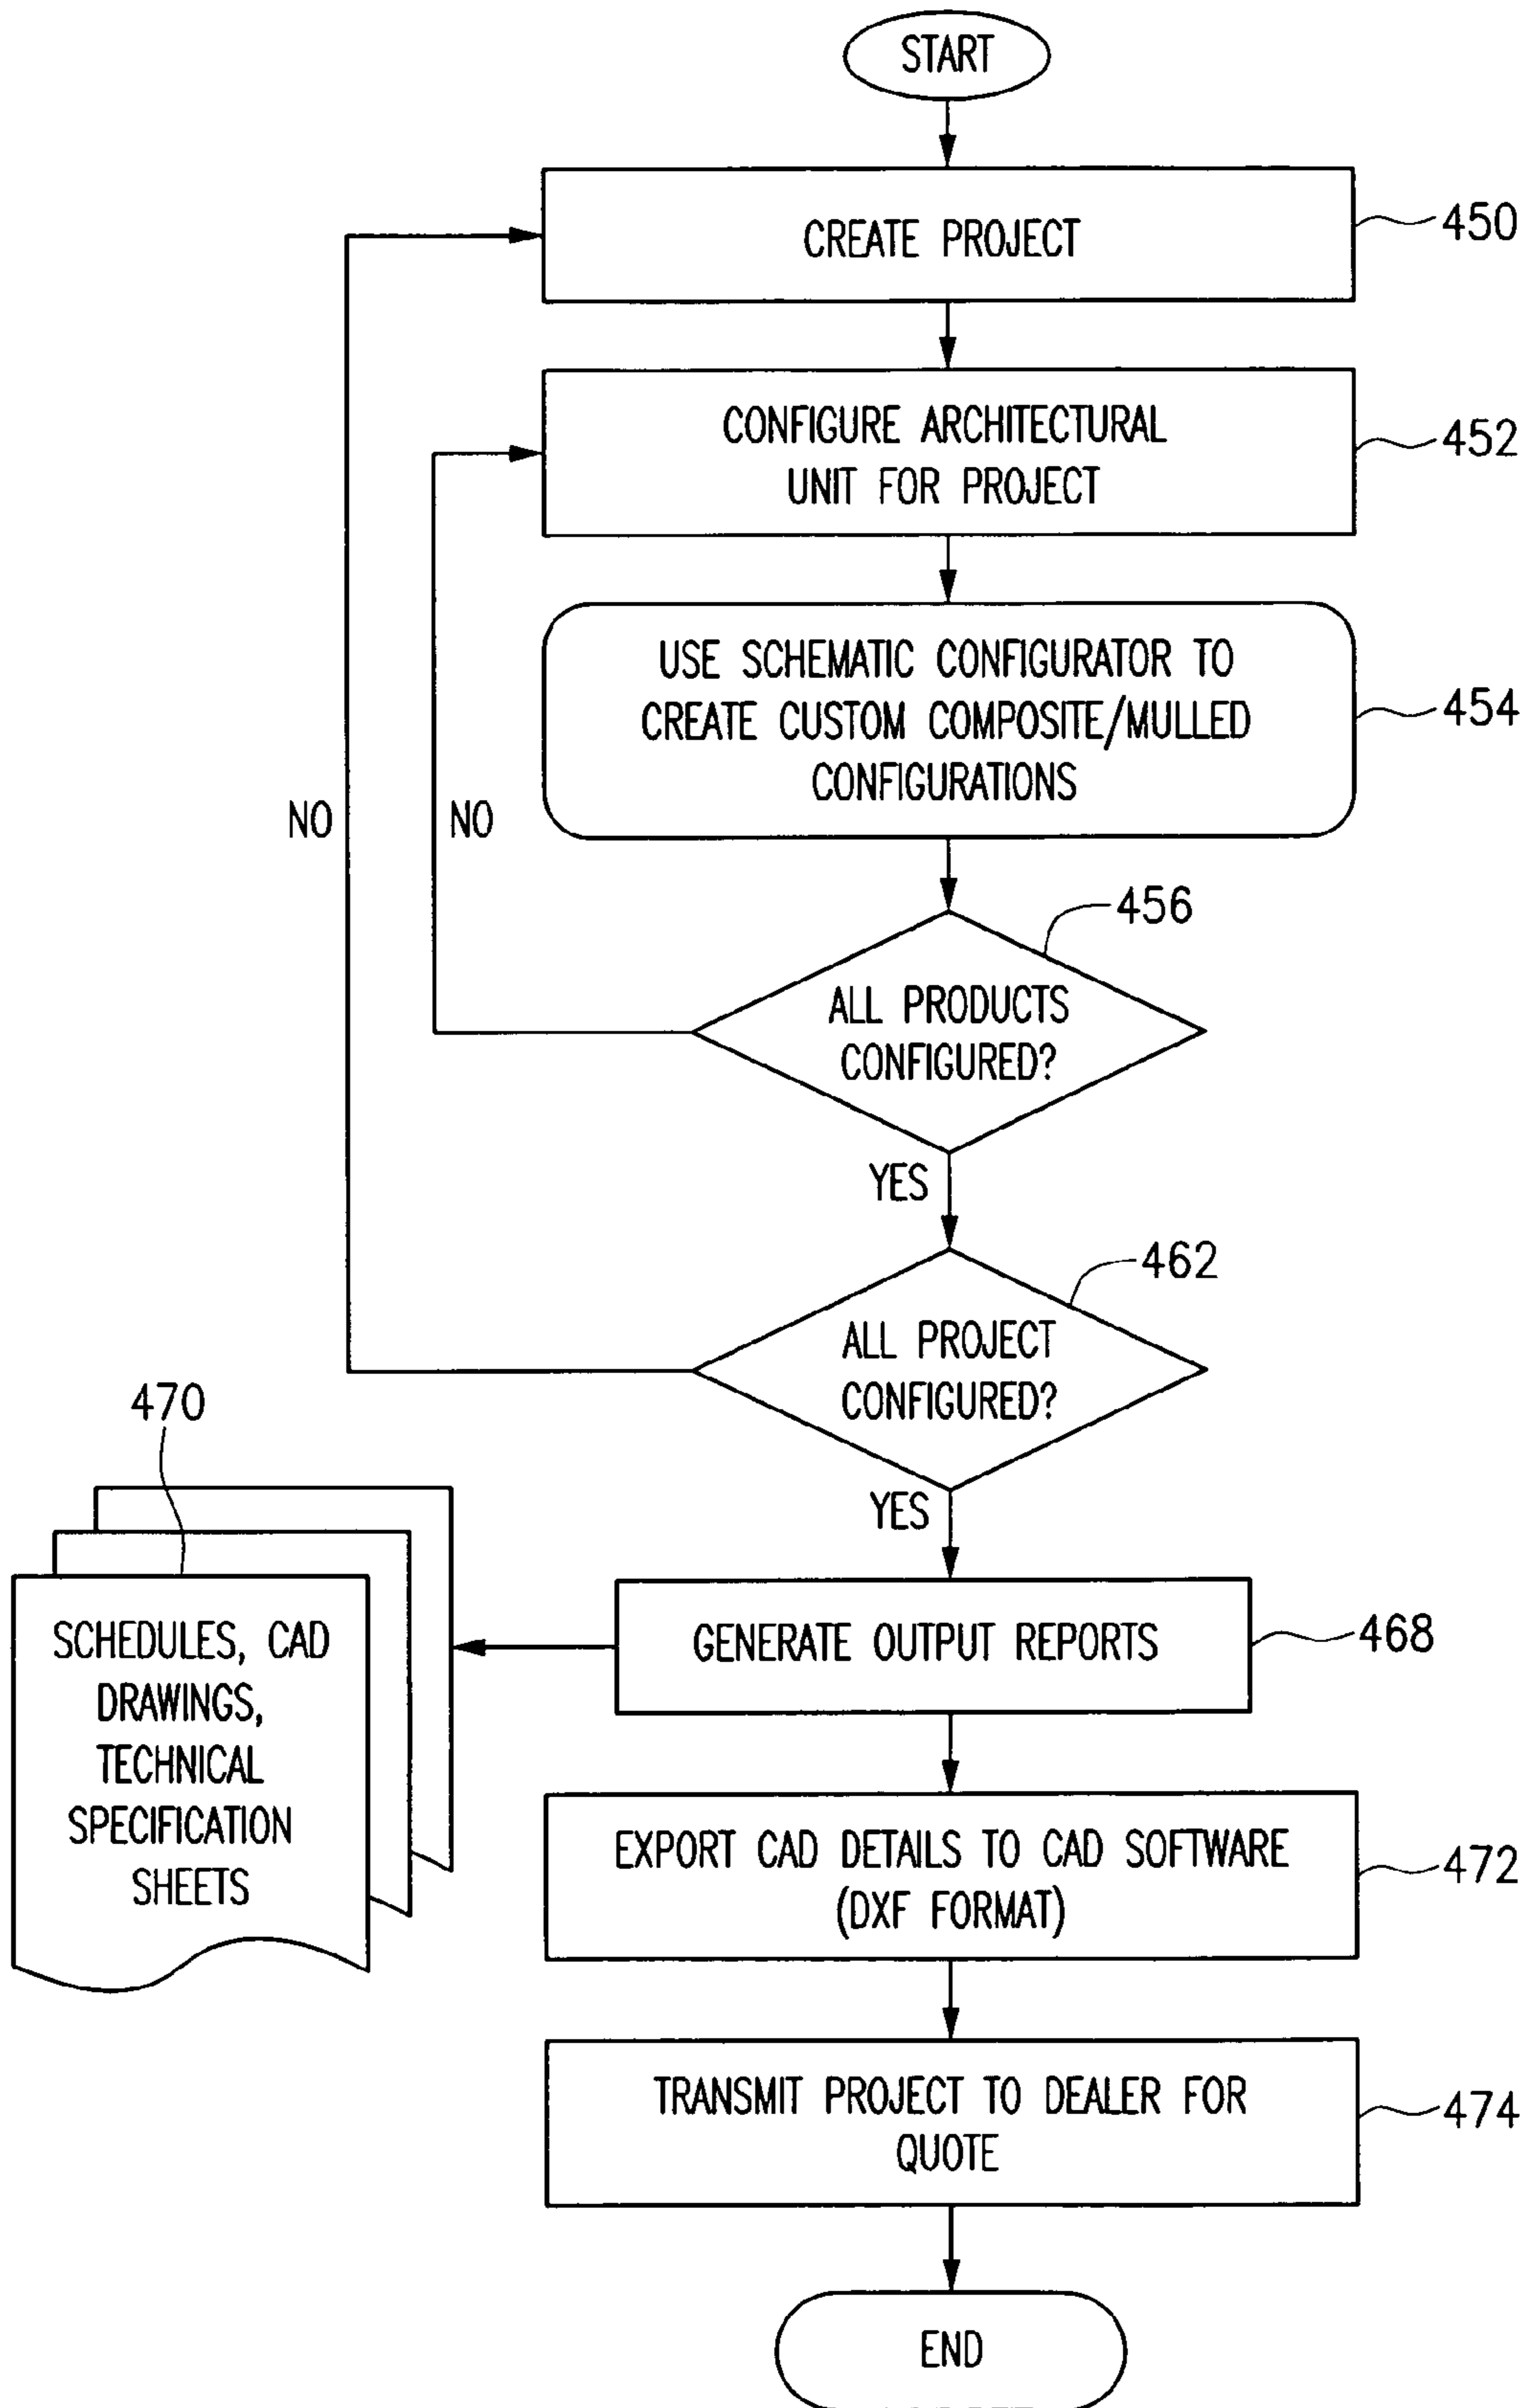 START
CREATE PROJECT
450
CONFIGURE ARCHITECTURAL
UNIT FOR PROJECT
452
USE SCHEMATIC CONFIGURATOR TO
CREATE CUSTOM COMPOSITE/MULLED
CONFIGURATIONS
454
NO
NO
456
ALL PRODUCTS
CONFIGURED?
YES
462
ALL PROJECT
CONFIGURED?
YES
470
SCHEDULES, CAD
DRAWINGS,
TECHNICAL
SPECIFICATION
SHEETS
GENERATE OUTPUT REPORTS
468
EXPORT CAD DETAILS TO CAD SOFTWARE
(DXF FORMAT)
472
TRANSMIT PROJECT TO DEALER FOR
QUOTE
474
END